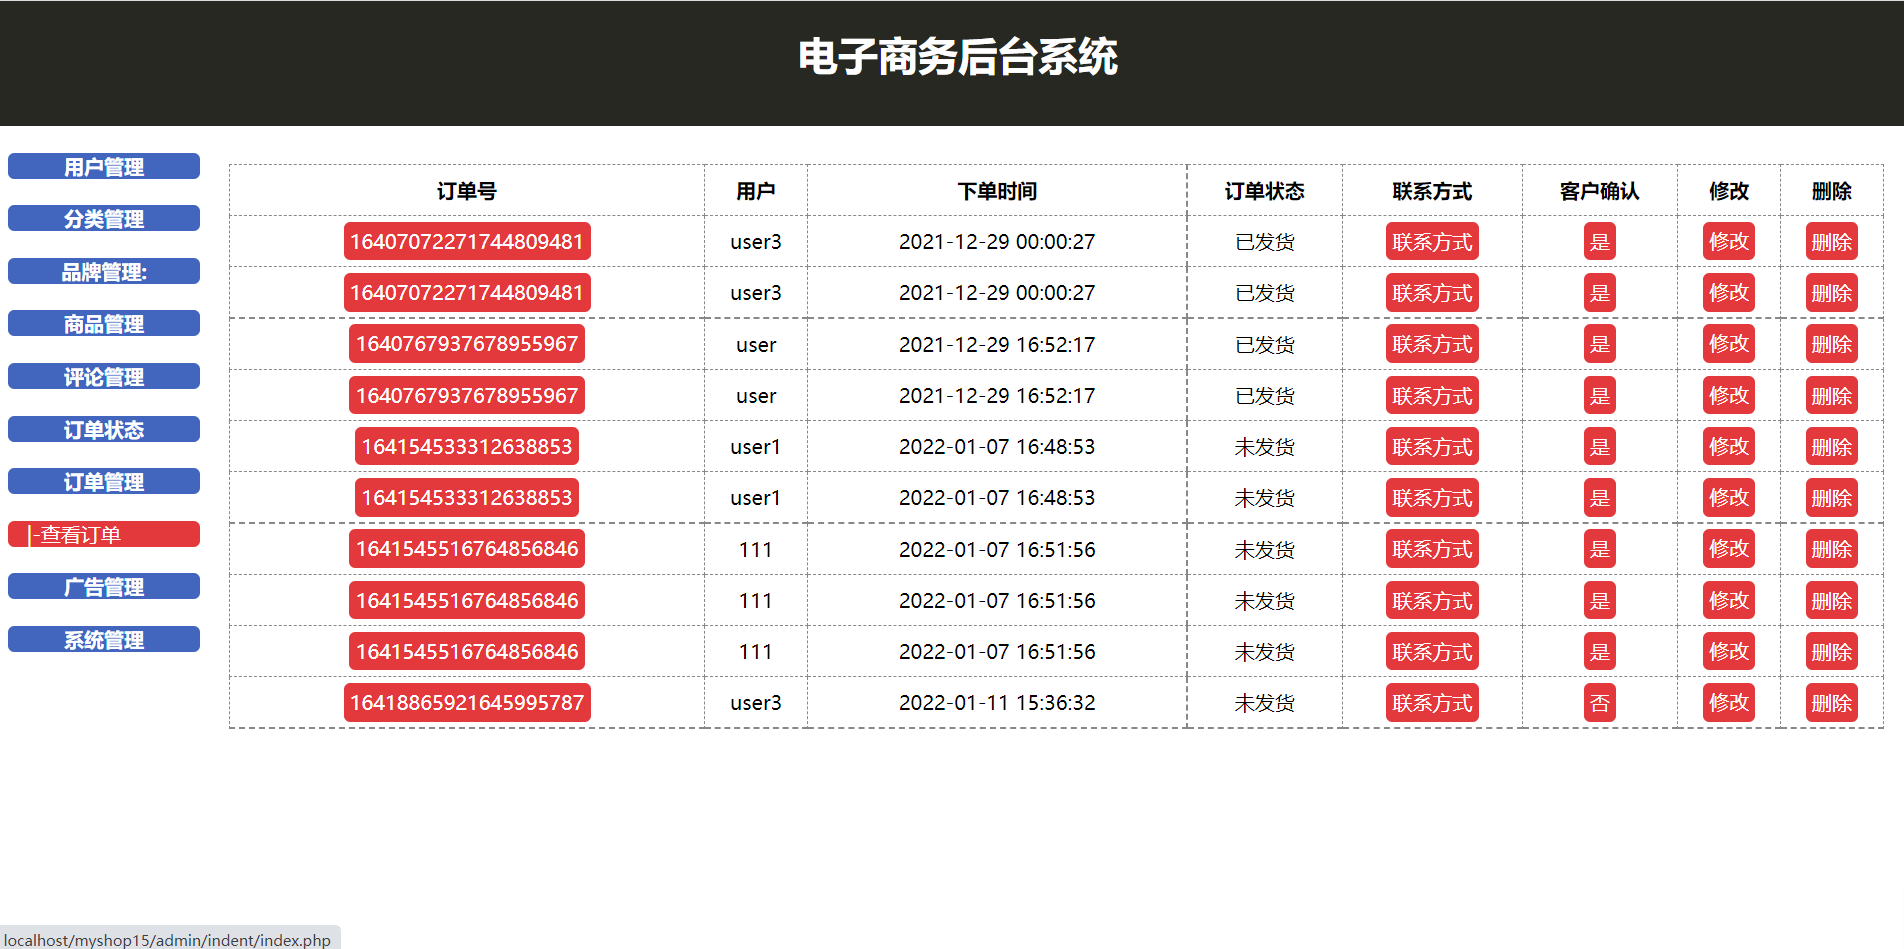 电子商务后台系统
用户管理
分类管理
品牌管理:
商品管理
评论管理
订单状态
订单管理
|-查看订单
广告管理
系统管理
订单号 用户 下单时间 订单状态 联系方式 客户确认 修改 删除
16407072271744809481 user3 2021-12-29 00:00:27 已发货 联系方式 是 修改 删除
16407072271744809481 user3 2021-12-29 00:00:27 已发货 联系方式 是 修改 删除
1640767937678955967 user 2021-12-29 16:52:17 已发货 联系方式 是 修改 删除
1640767937678955967 user 2021-12-29 16:52:17 已发货 联系方式 是 修改 删除
164154533312638853 user1 2022-01-07 16:48:53 未发货 联系方式 是 修改 删除
164154533312638853 user1 2022-01-07 16:48:53 未发货 联系方式 是 修改 删除
1641545516764856846 111 2022-01-07 16:51:56 未发货 联系方式 是 修改 删除
1641545516764856846 111 2022-01-07 16:51:56 未发货 联系方式 是 修改 删除
1641545516764856846 111 2022-01-07 16:51:56 未发货 联系方式 是 修改 删除
16418865921645995787 user3 2022-01-11 15:36:32 未发货 联系方式 否 修改 删除
localhost/myshop15/admin/indent/index.php